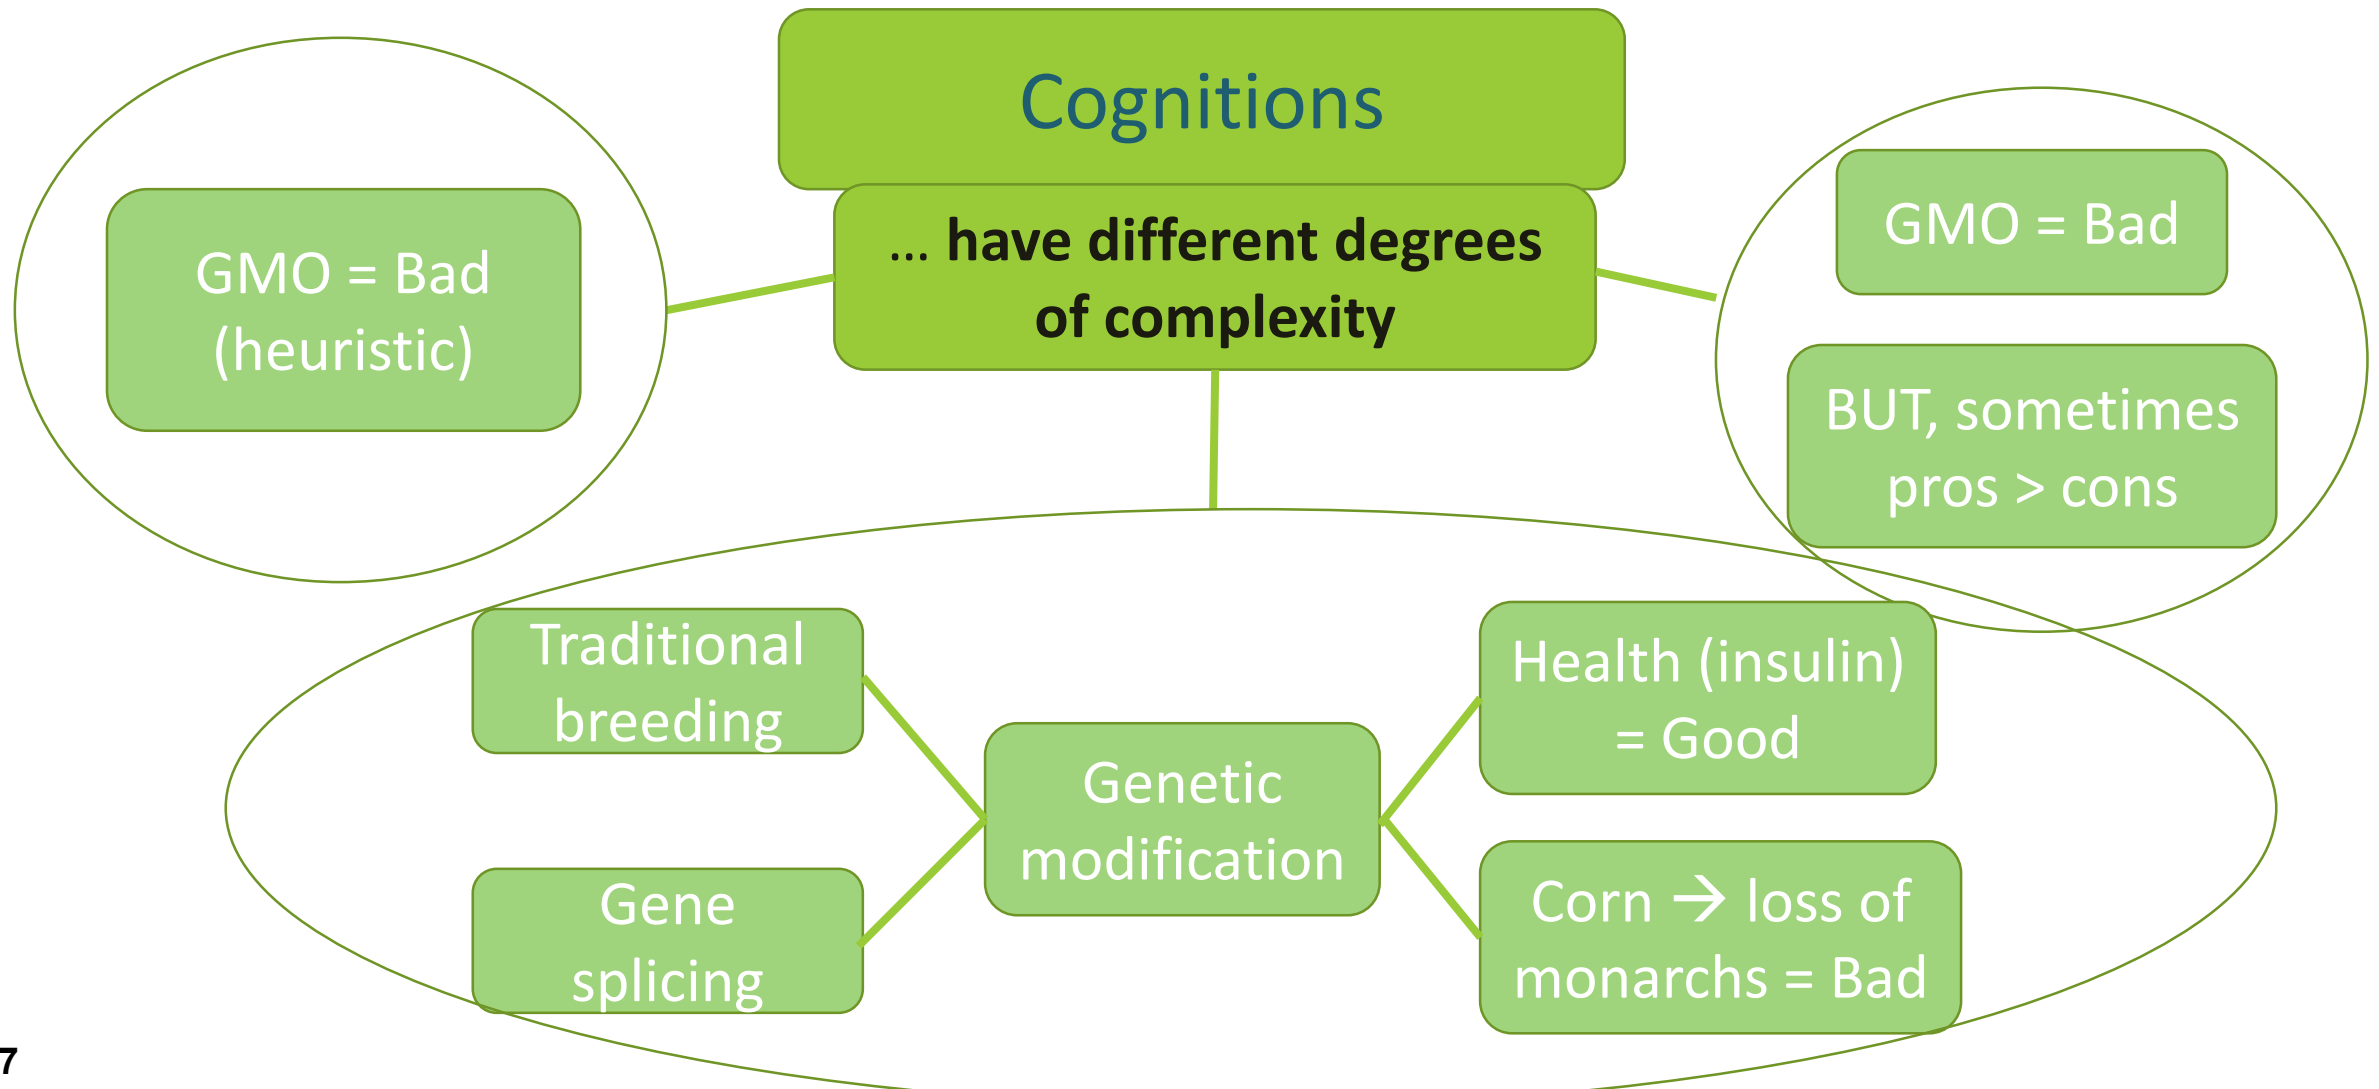 Cognitions
... have different degrees
of complexity
GMO = Bad
(heuristic)
GMO = Bad
BUT, sometimes
pros > cons
Traditional
breeding
Gene
splicing
Genetic
modification
Health (insulin)
= Good
Corn → loss of
monarchs = Bad
7